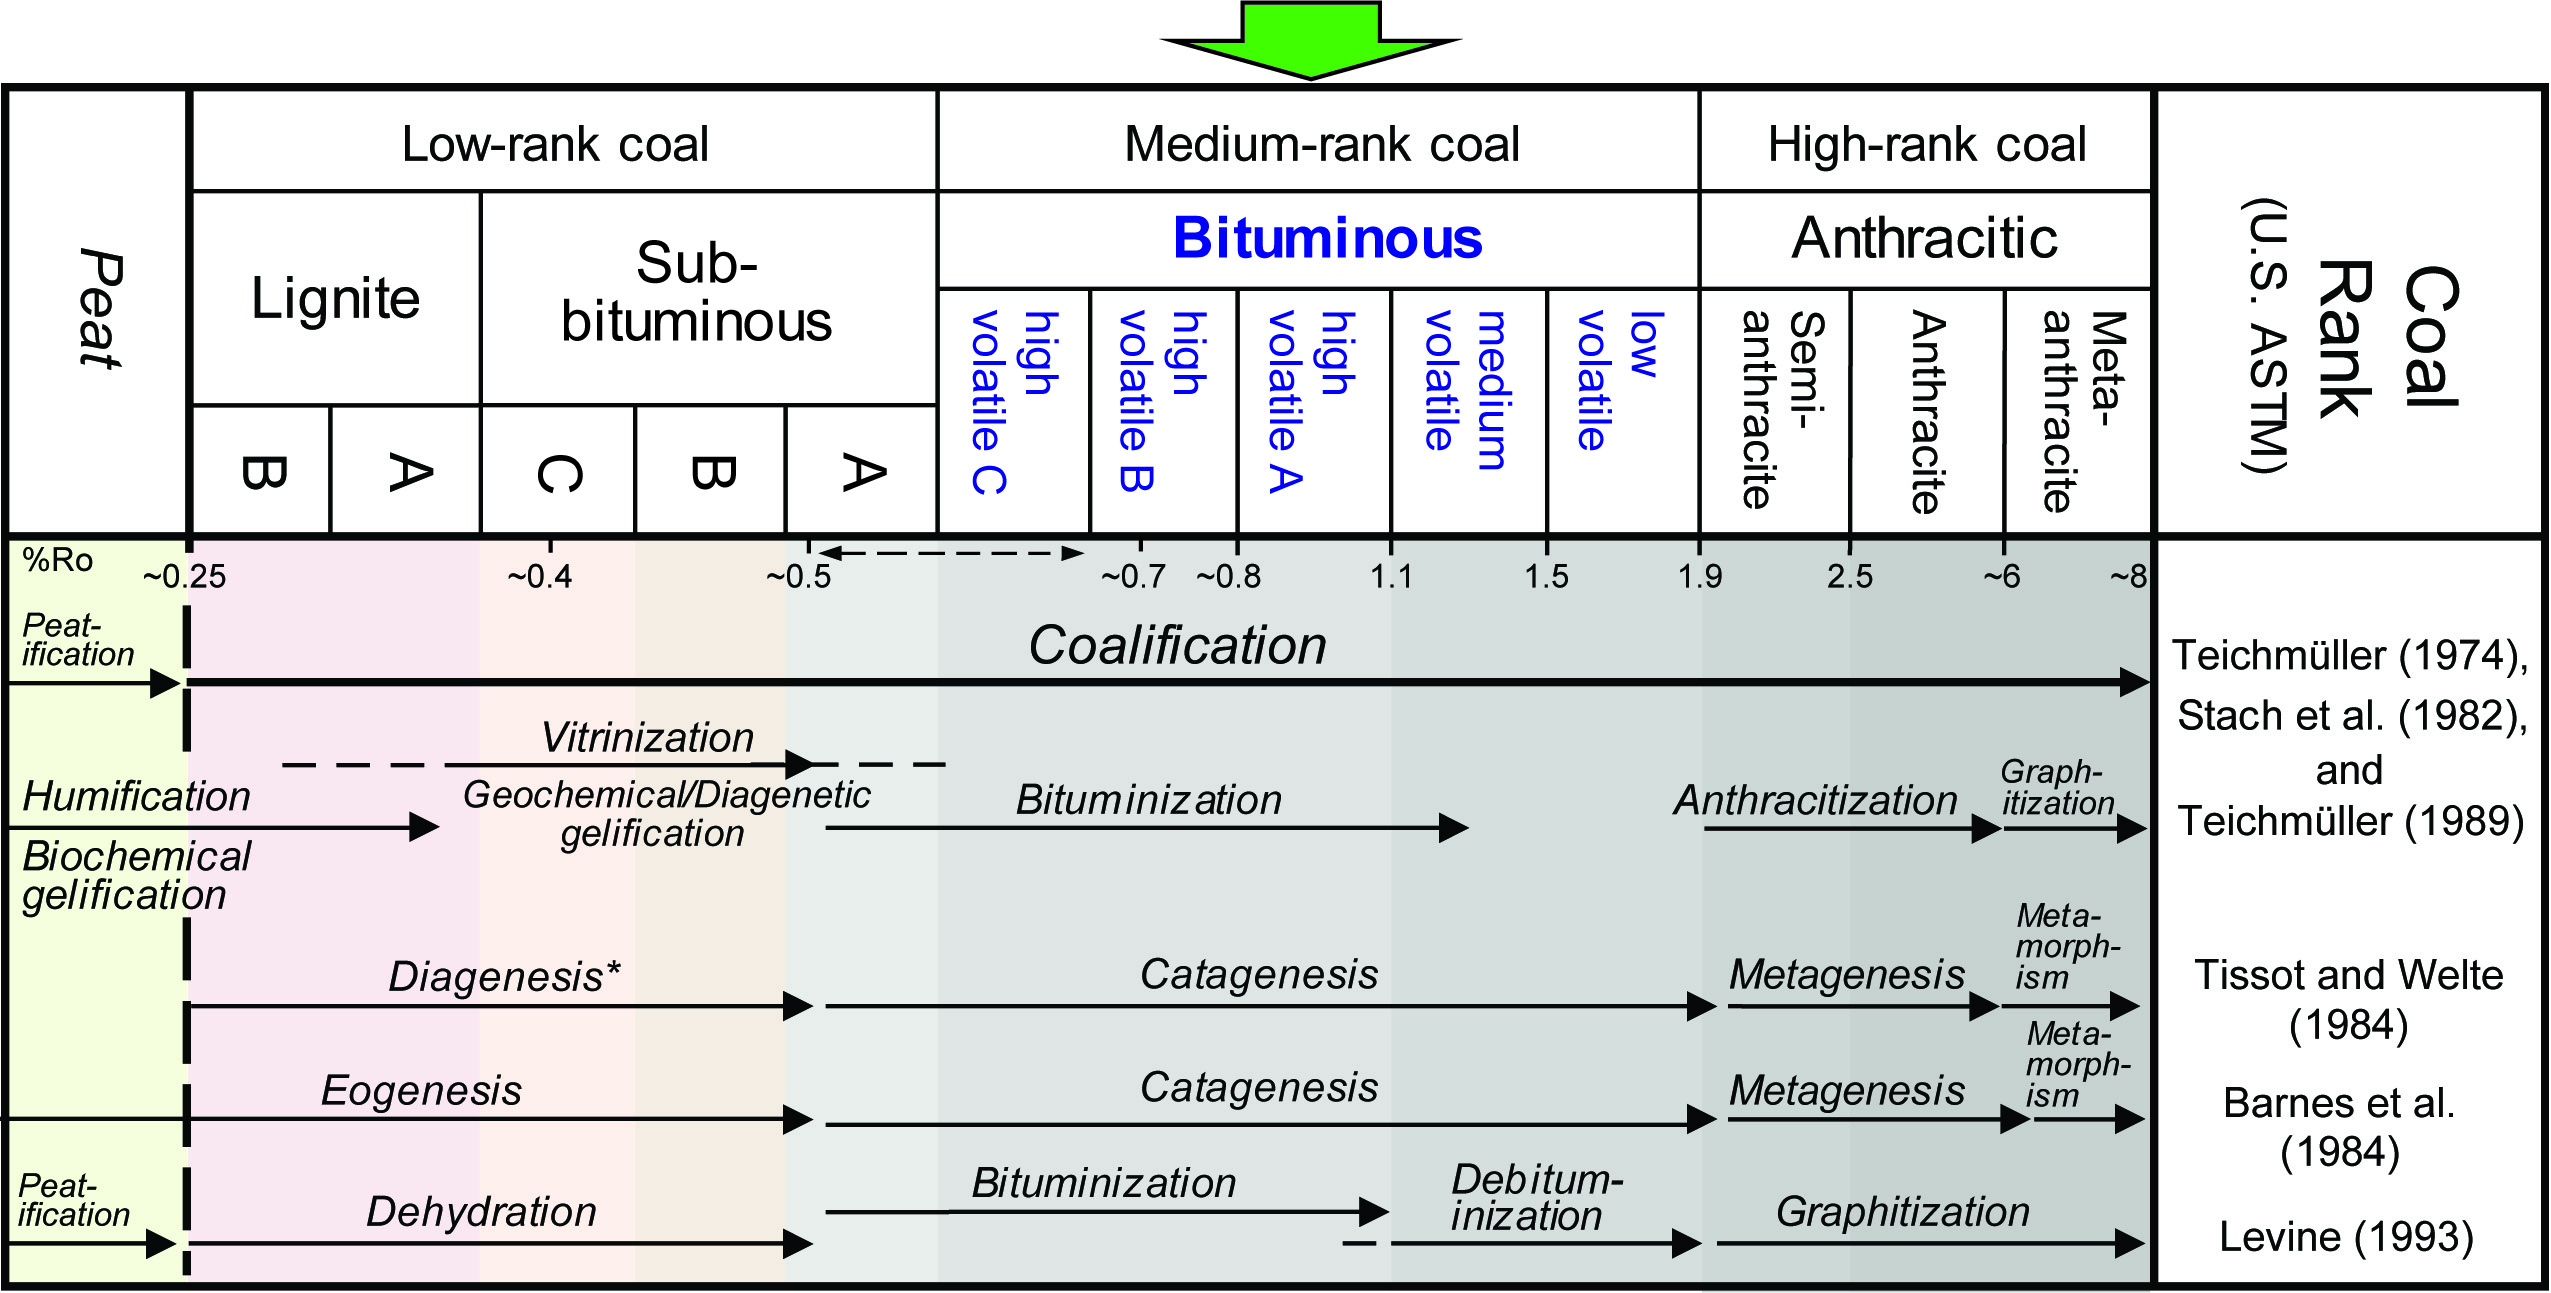 Peat
Low-rank coal
Medium-rank coal
High-rank coal
Coal
Rank
(U.S. ASTM)
Lignite
Sub-
bituminous
Bituminous
Anthracitic
B
A
C
B
A
high
volatile C
high
volatile B
high
volatile A
medium
volatile
low
volatile
Semi-
anthracite
Anthracite
Meta-
anthracite
%Ro
~0.25
~0.4
~0.5
~0.7
~0.8
1.1
1.5
1.9
2.5
~6
~8
Peat-
ification
Coalification
Teichmüller (1974),
Stach et al. (1982),
and
Teichmüller (1989)
Vitrinization
Humification
Biochemical
gelification
Geochemical/Diagenetic
gelification
Bituminization
Anthracitization
Graph-
itization
Diagenesis*
Catagenesis
Metagenesis
Meta-
morph-
ism
Tissot and Welte
(1984)
Eogenesis
Catagenesis
Metagenesis
Meta-
morph-
ism
Barnes et al.
(1984)
Peat-
ification
Dehydration
Bituminization
Debitum-
inization
Graphitization
Levine (1993)